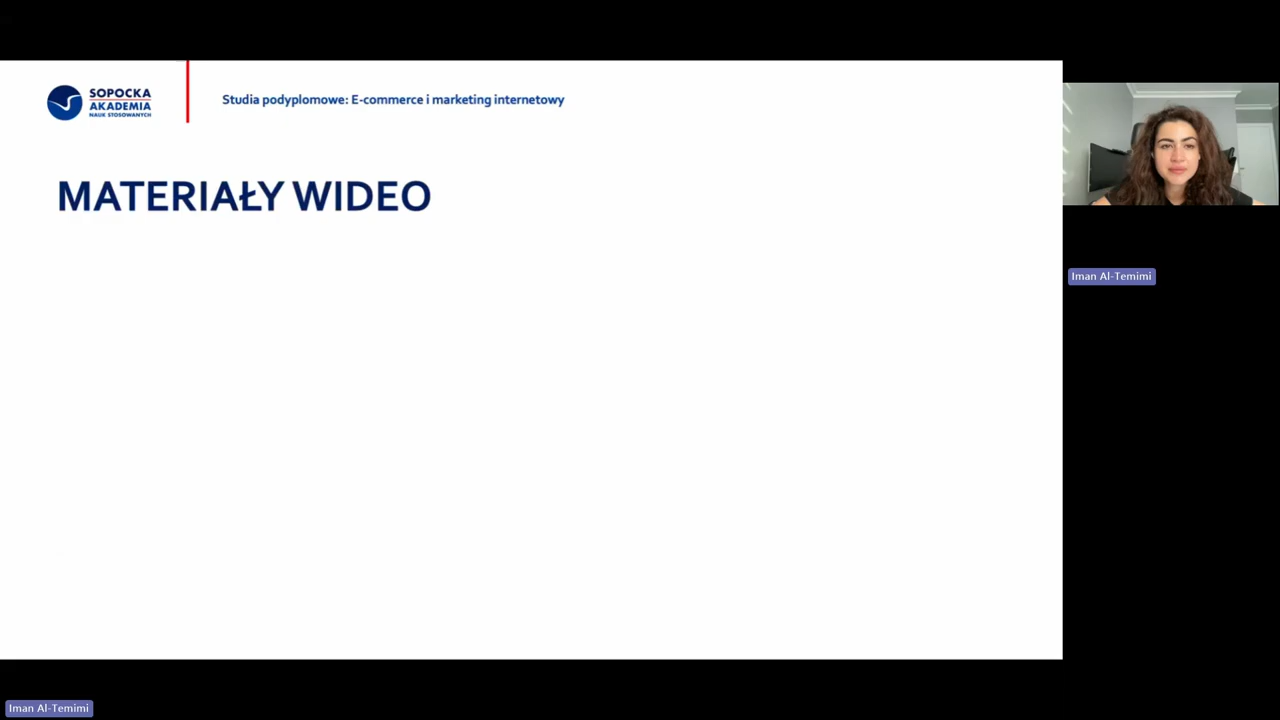 SOPOCKA
AKADEMIA
NAUK STOSOWANYCH
Studia podyplomowe: E-commerce i marketing internetowy
MATERIAŁY WIDEO
Iman Al-Temimi
Iman Al-Temimi